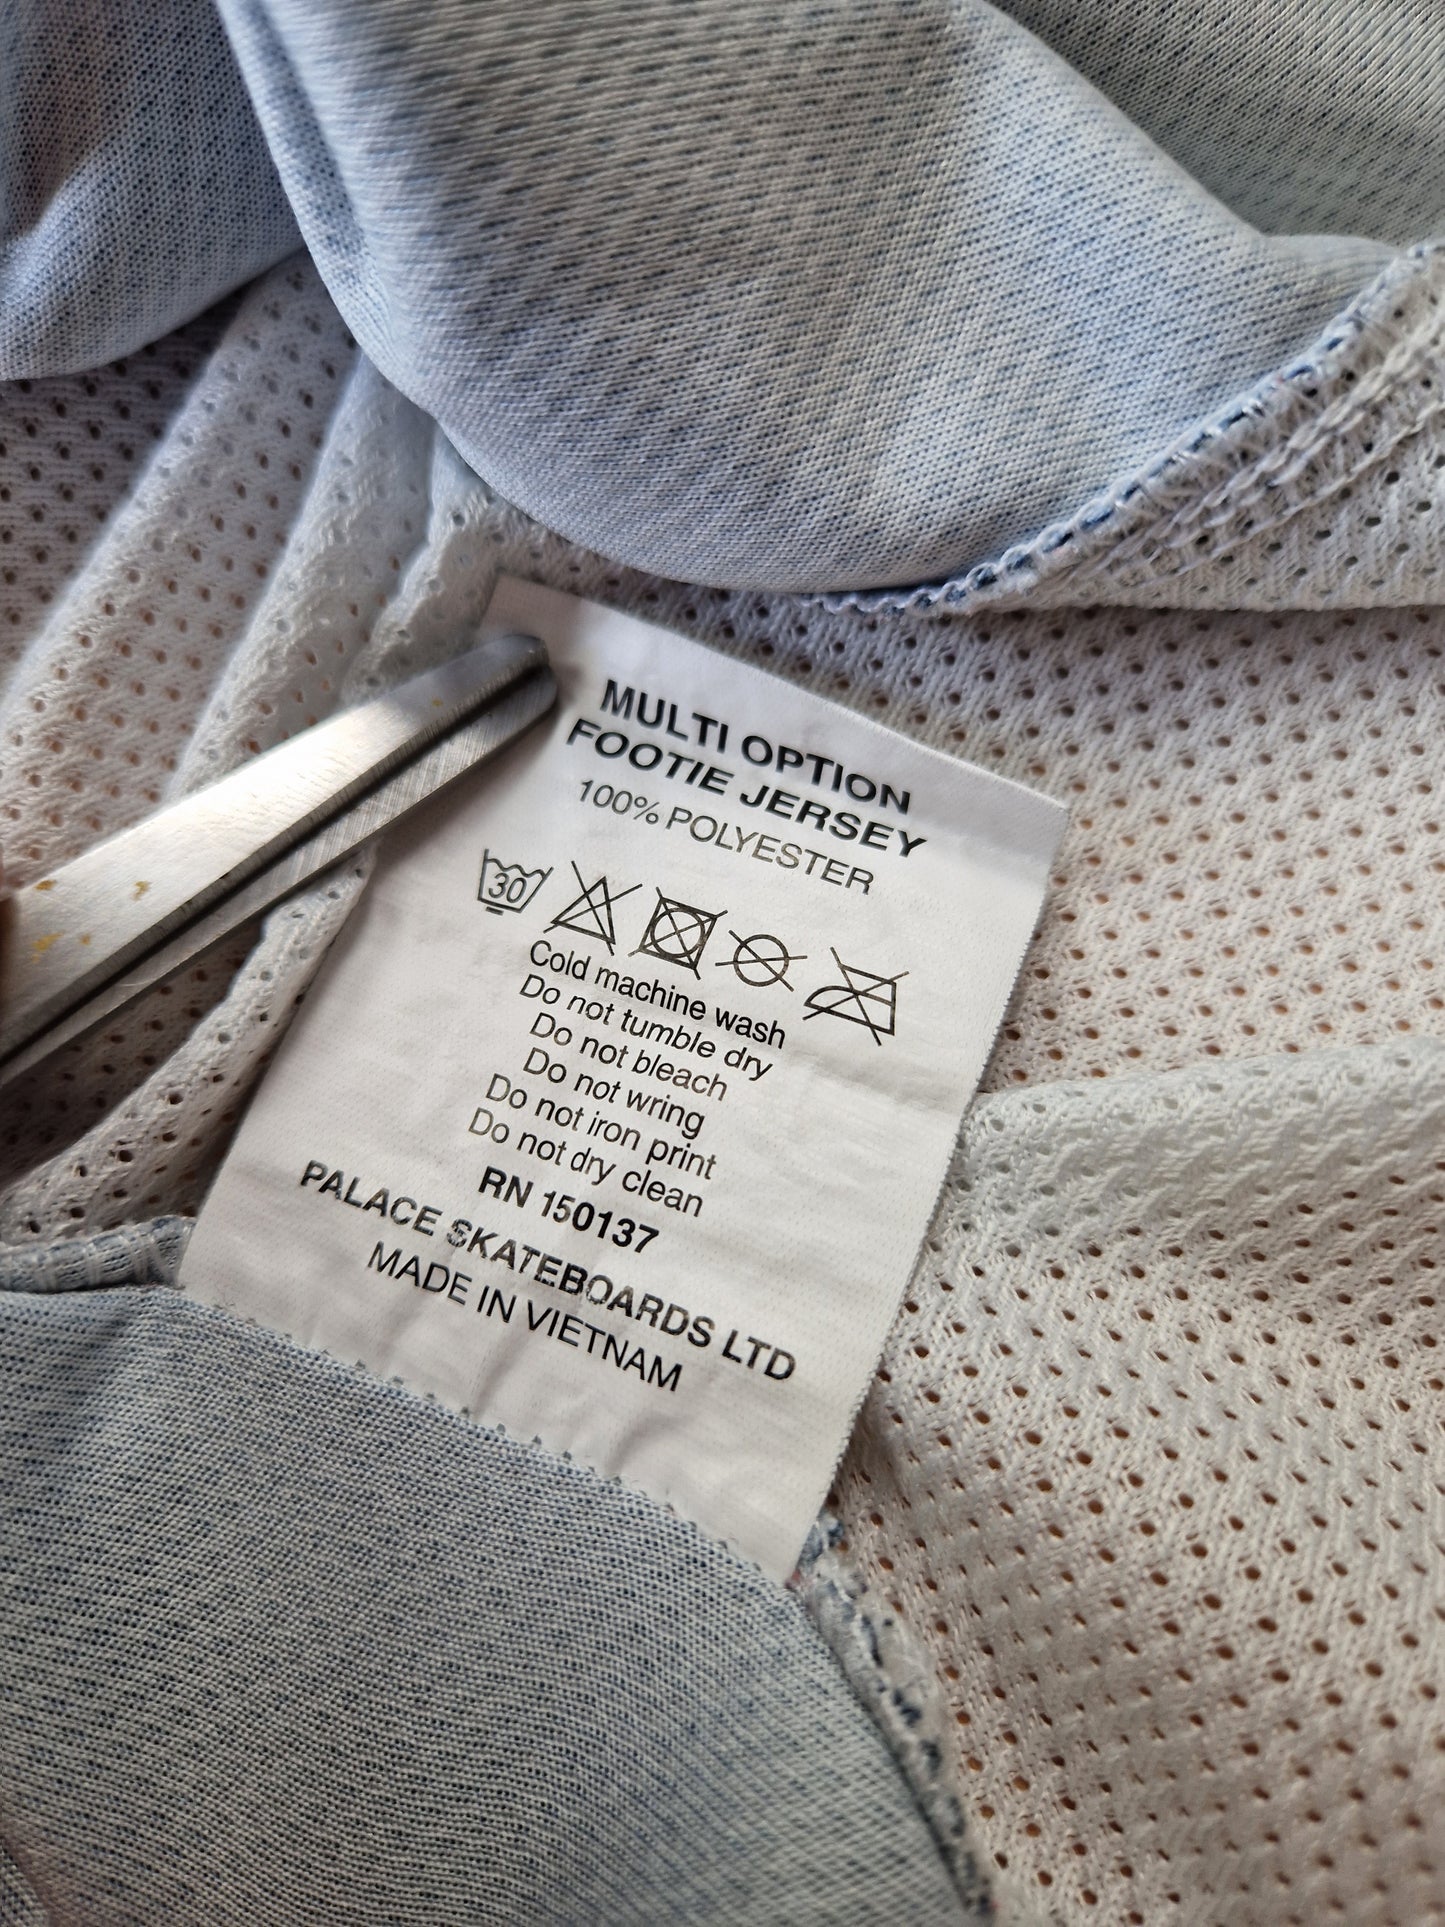 MULTI OPTION
FOOTIE JERSEY
100% POLYESTER
30
Cold machine wash
Do not tumble dry
Do not bleach
Do not wring
Do not iron print
Do not dry clean
RN 150137
PALACE SKATEBOARDS LTD
MADE IN VIETNAM